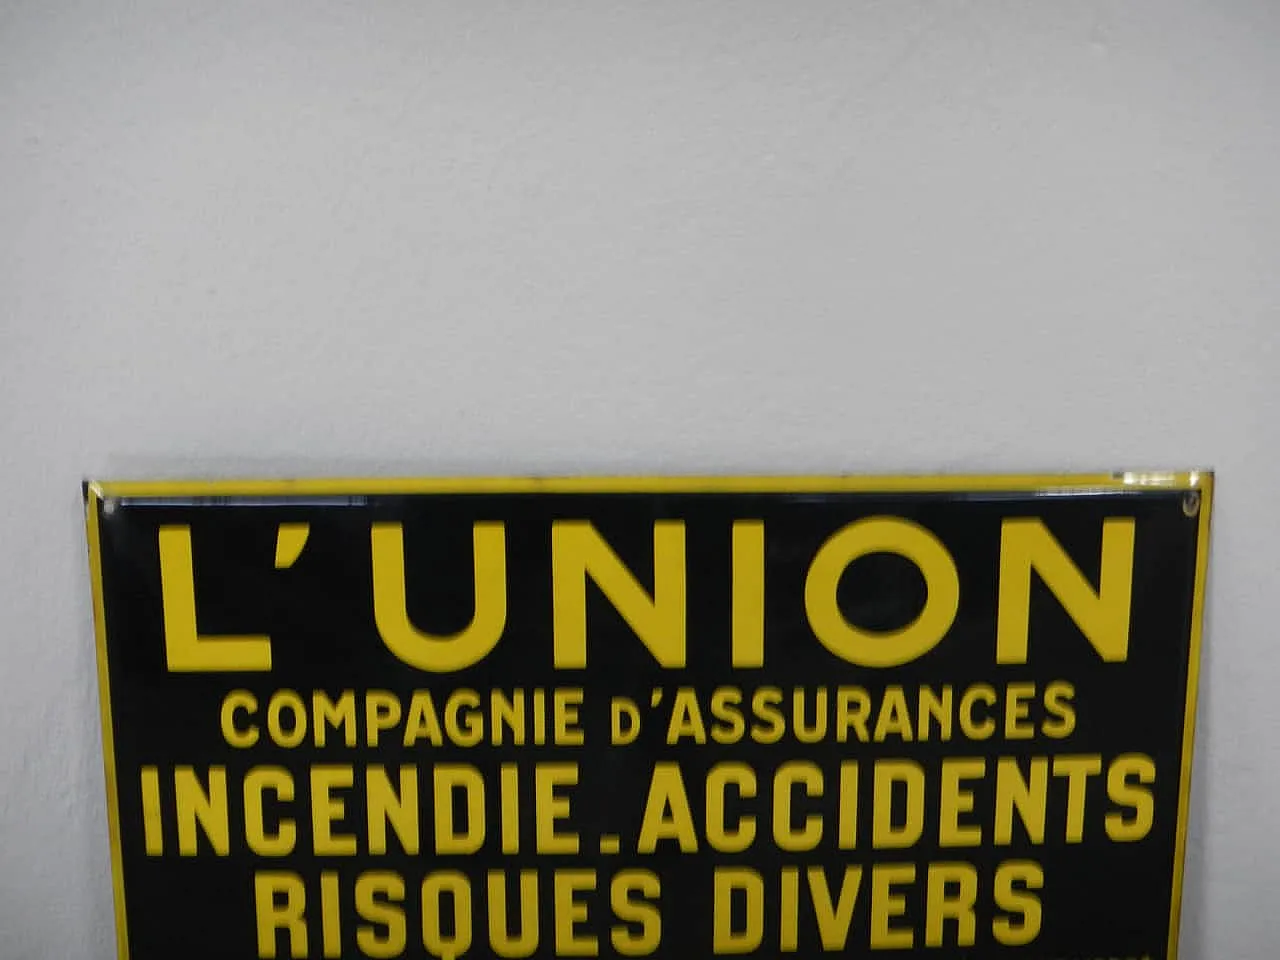 L'UNION
COMPAGNIE D'ASSURANCES
INCENDIE. ACCIDENTS
RISQUES DIVERS